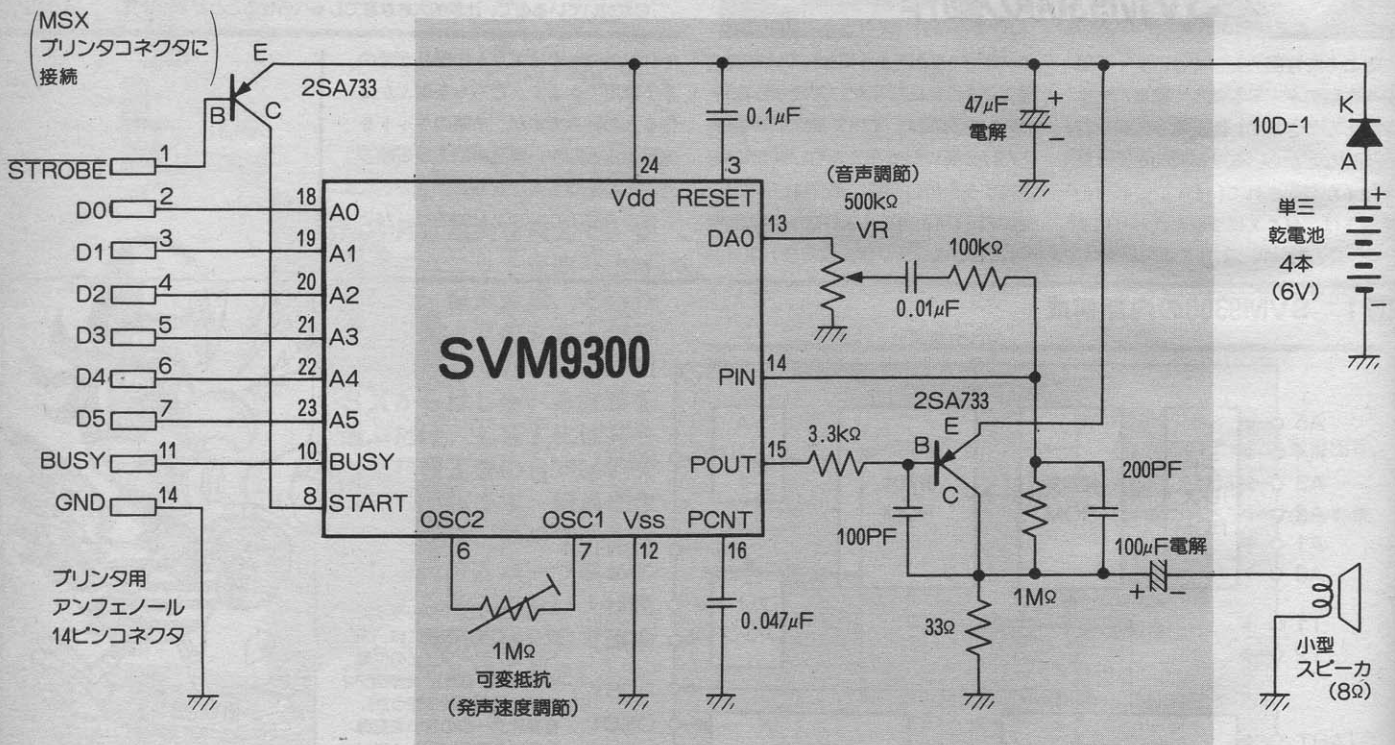 MSX
プリンタコネクタに
接続
E
B
C
2SA733
0.1μF
47μF
電解
+
−
K
10D-1
A
+
単三
乾電池
4本
(6V)
−
STROBE 1
D0 2
D1 3
D2 4
D3 5
D4 6
D5 7
BUSY 11
GND 14
プリンタ用
アンフェノール
14ピンコネクタ
24
3
Vdd
RESET
18 A0
19 A1
20 A2
21 A3
22 A4
23 A5
10 BUSY
8 START
SVM9300
DA0 13
PIN 14
POUT 15
OSC2
OSC1
Vss
PCNT
6
7
12
16
(音声調節)
500kΩ
VR
100kΩ
0.01μF
2SA733
E
B
C
3.3kΩ
200PF
100PF
100μF電解
+
−
1MΩ
33Ω
0.047μF
1MΩ
可変抵抗
(発声速度調節)
小型
スピーカ
(8Ω)